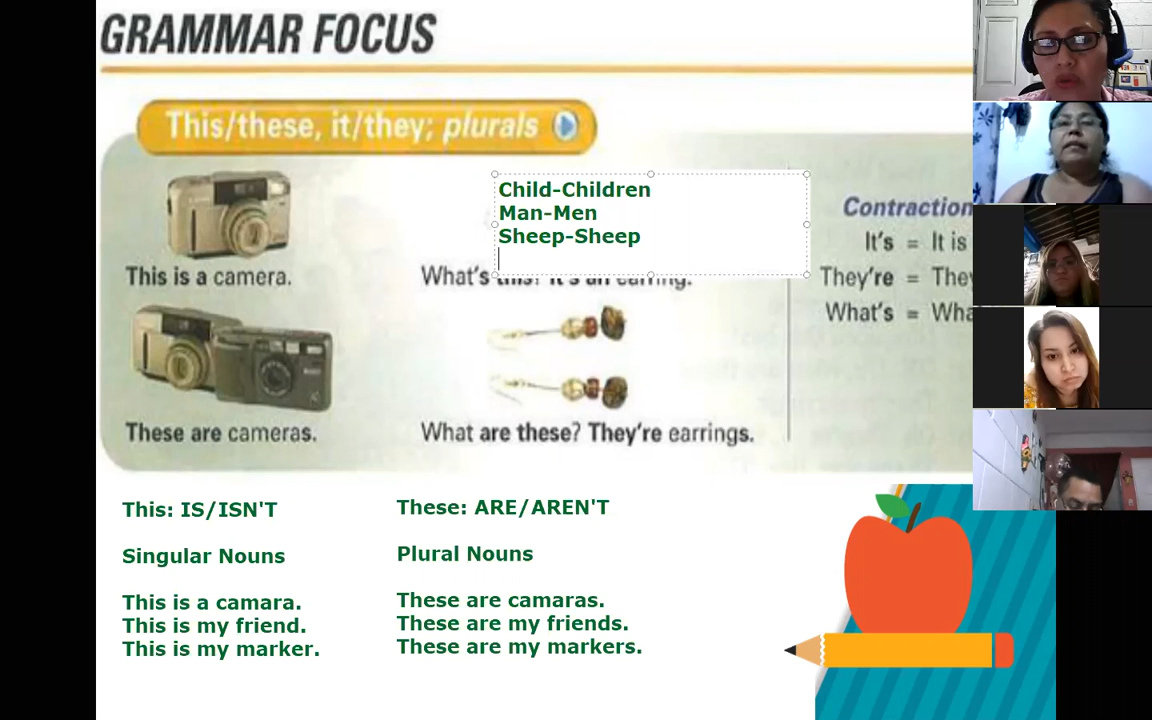 GRAMMAR FOCUS
This/these, it/they; plurals
Child-Children
Man-Men
Sheep-Sheep
This is a camera.
What's this? It's an earring.
These are cameras.
What are these? They're earrings.
Contraction
It's = It is
They're = They
What's = Wha
This: IS/ISN'T
Singular Nouns
This is a camara.
This is my friend.
This is my marker.
These: ARE/AREN'T
Plural Nouns
These are camaras.
These are my friends.
These are my markers.